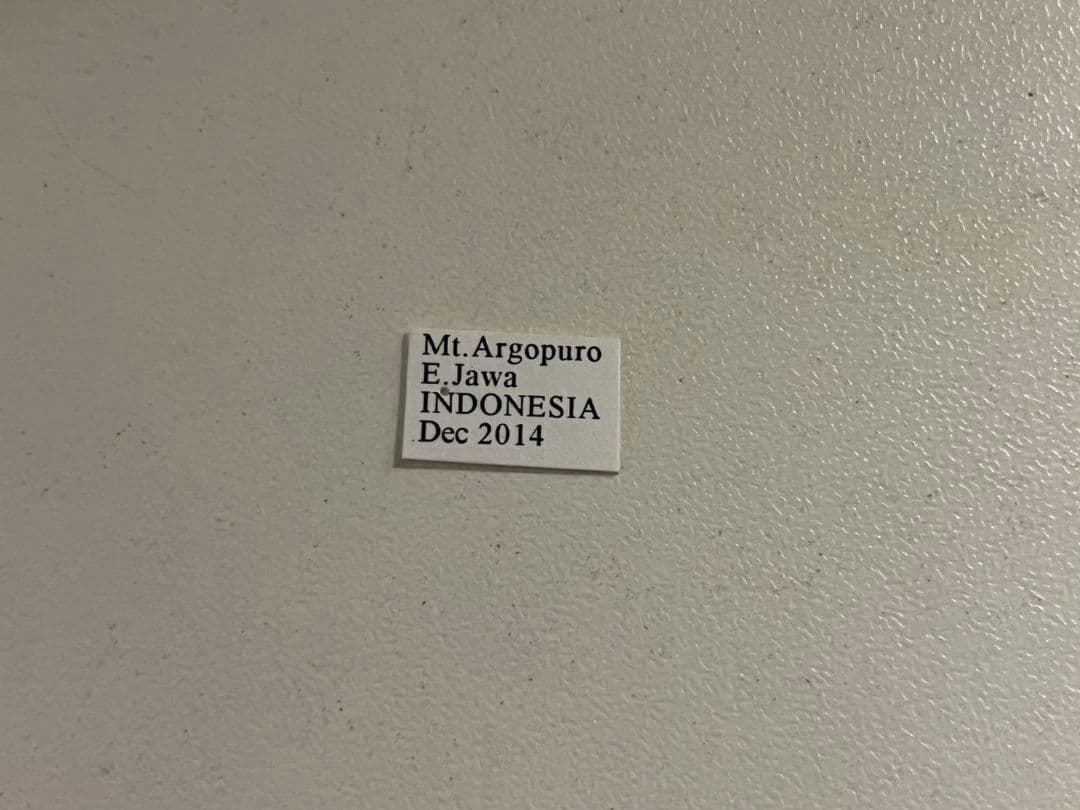 Mt. Argopuro
E. Jawa
INDONESIA
Dec 2014